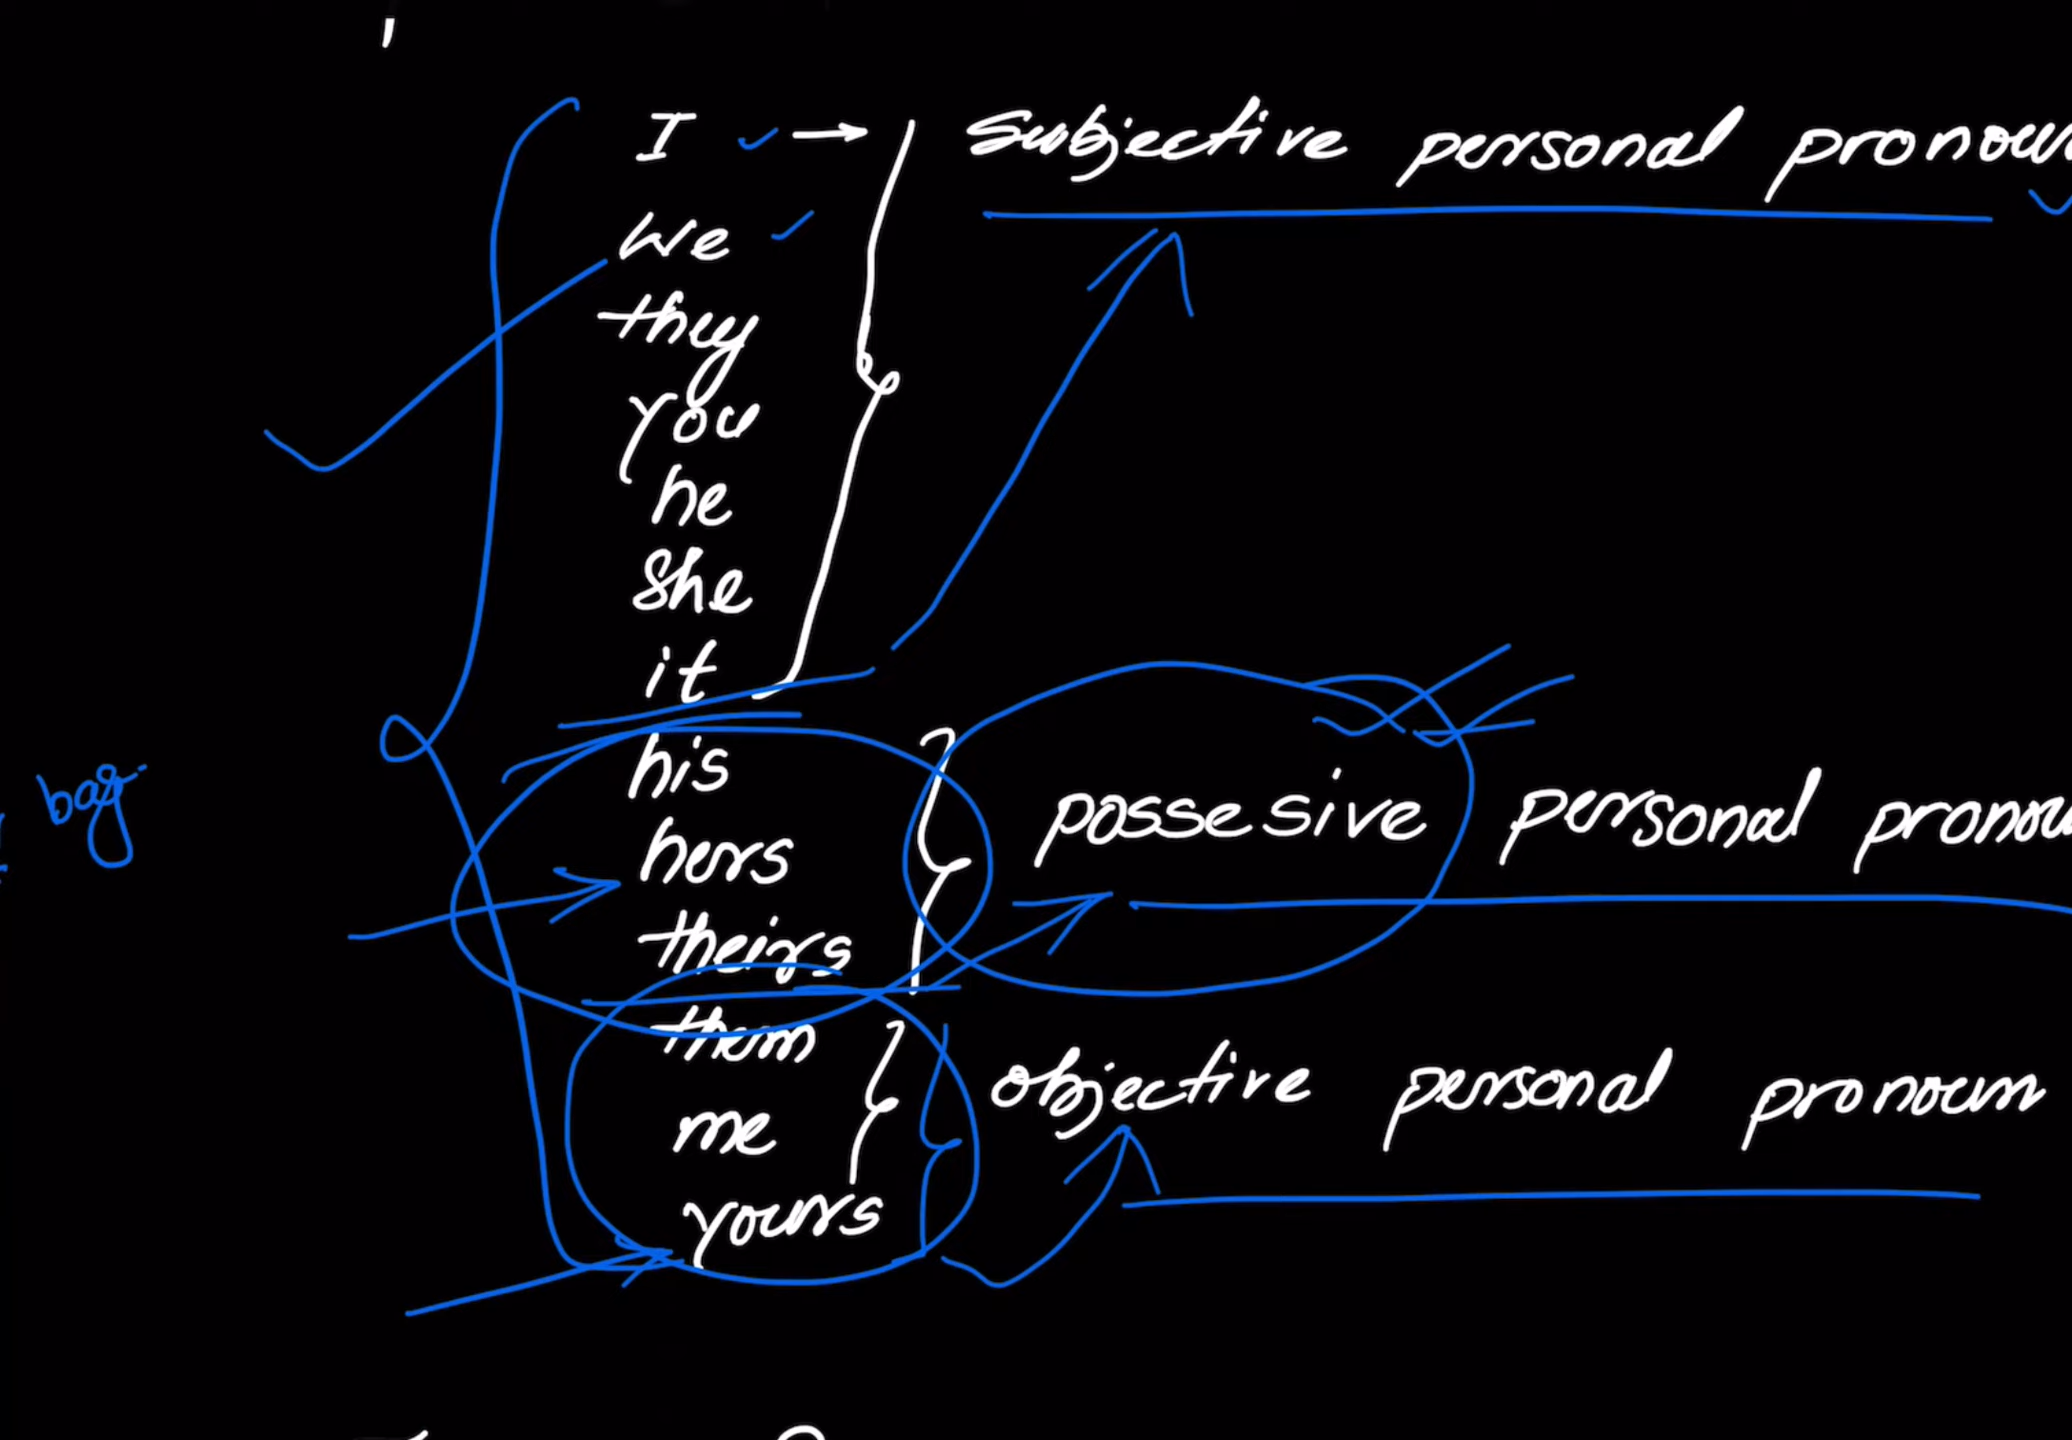 I → subjective personal pronoun
we
they
you
he
she
it
his
hers
theirs
possesive personal pronou
bag
them
me
yours
objective personal pronoun